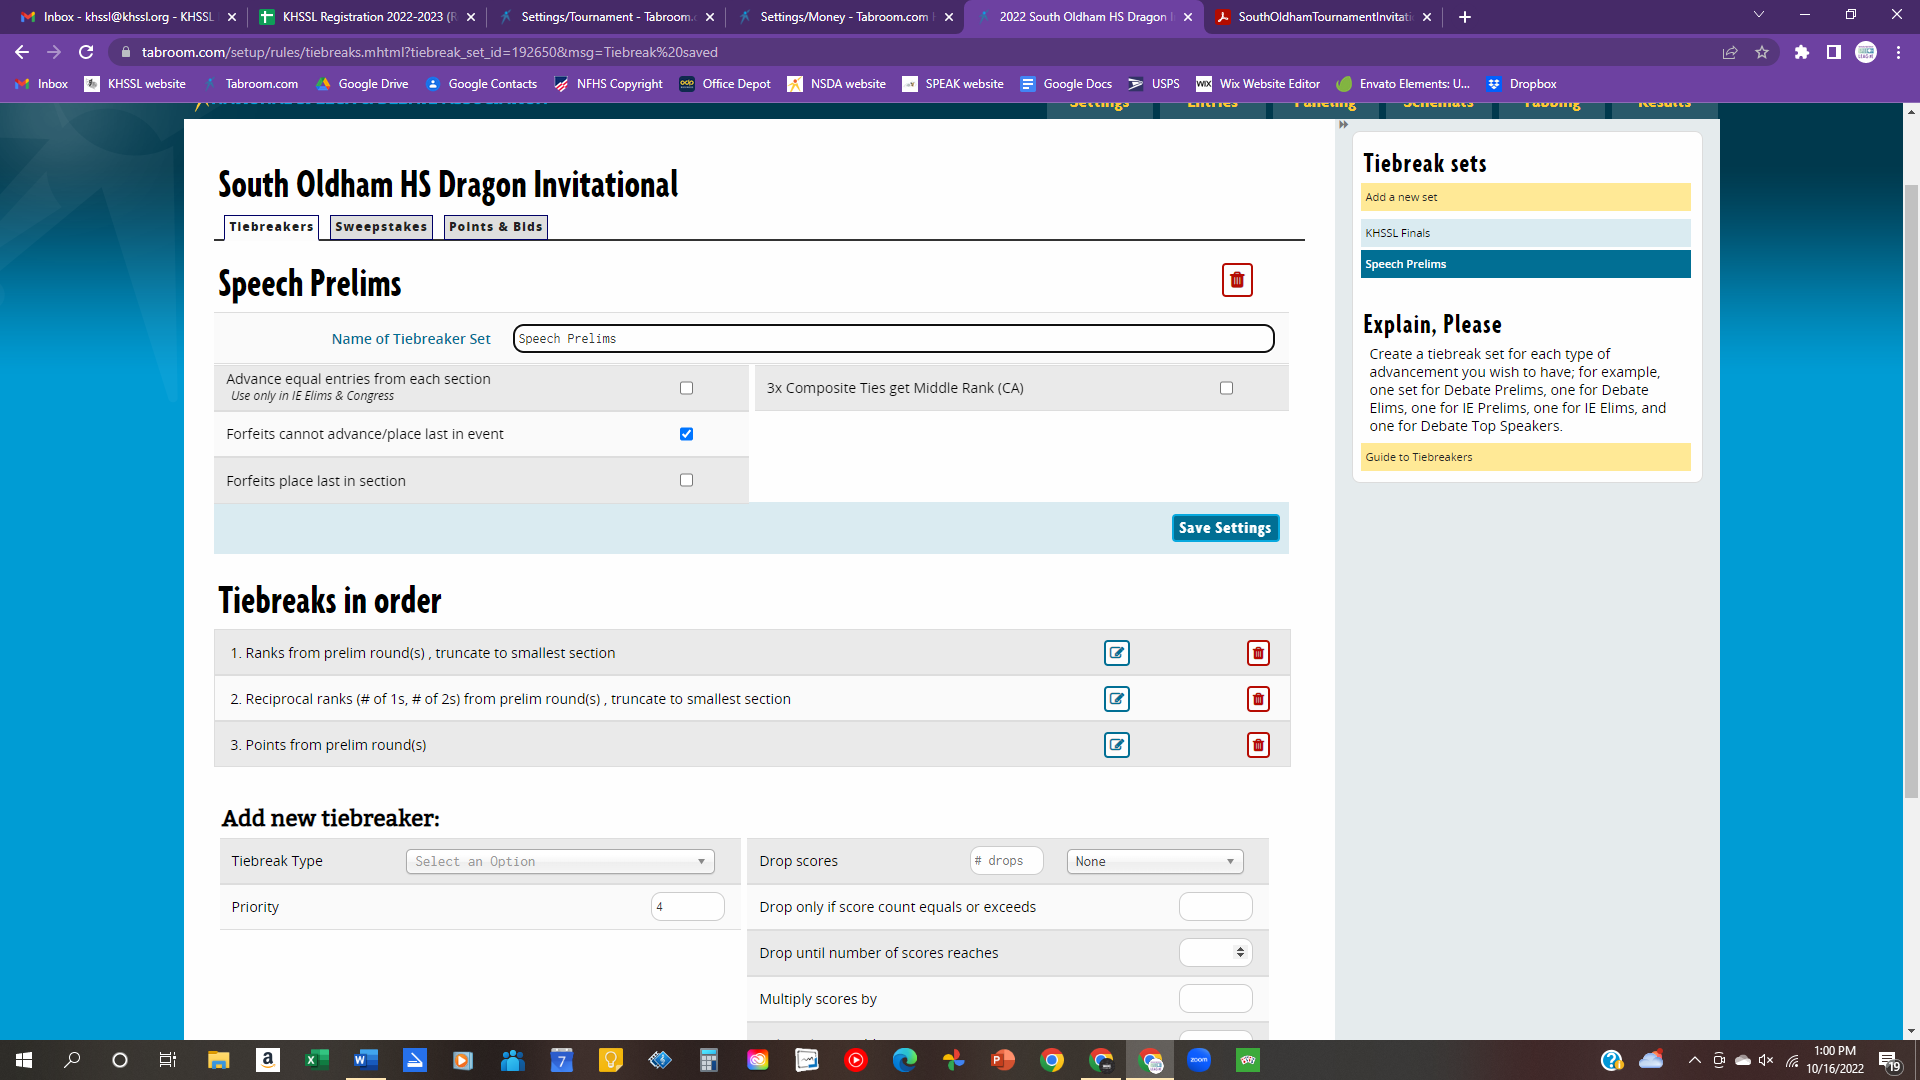 Inbox - khssl@khssl.org - KHSSL
KHSSL Registration 2022-2023 (R
Settings/Tournament - Tabroom.c
Settings/Money - Tabroom.com
2022 South Oldham HS Dragon I
SouthOldhamTournamentInvitati
tabroom.com/setup/rules/tiebreaks.mhtml?tiebreak_set_id=192650&msg=Tiebreak%20saved
Inbox
KHSSL website
Tabroom.com
Google Drive
Google Contacts
NFHS Copyright
Office Depot
NSDA website
SPEAK website
Google Docs
USPS
Wix Website Editor
Envato Elements: U...
Dropbox
Settings
Entries
Paneling
Schemats
Tabbing
Results
South Oldham HS Dragon Invitational
Tiebreakers
Sweepstakes
Points & Bids
Speech Prelims
Name of Tiebreaker Set
Speech Prelims
Advance equal entries from each section
Use only in IE Elims & Congress
3x Composite Ties get Middle Rank (CA)
Forfeits cannot advance/place last in event
Forfeits place last in section
Save Settings
Tiebreaks in order
1. Ranks from prelim round(s) , truncate to smallest section
2. Reciprocal ranks (# of 1s, # of 2s) from prelim round(s) , truncate to smallest section
3. Points from prelim round(s)
Add new tiebreaker:
Tiebreak Type
Select an Option
Priority
4
Drop scores
# drops
None
Drop only if score count equals or exceeds
Drop until number of scores reaches
Multiply scores by
Tiebreak sets
Add a new set
KHSSL Finals
Speech Prelims
Explain, Please
Create a tiebreak set for each type of
advancement you wish to have; for example,
one set for Debate Prelims, one for Debate
Elims, one for IE Prelims, one for IE Elims, and
one for Debate Top Speakers.
Guide to Tiebreakers
1:00 PM
10/16/2022
19